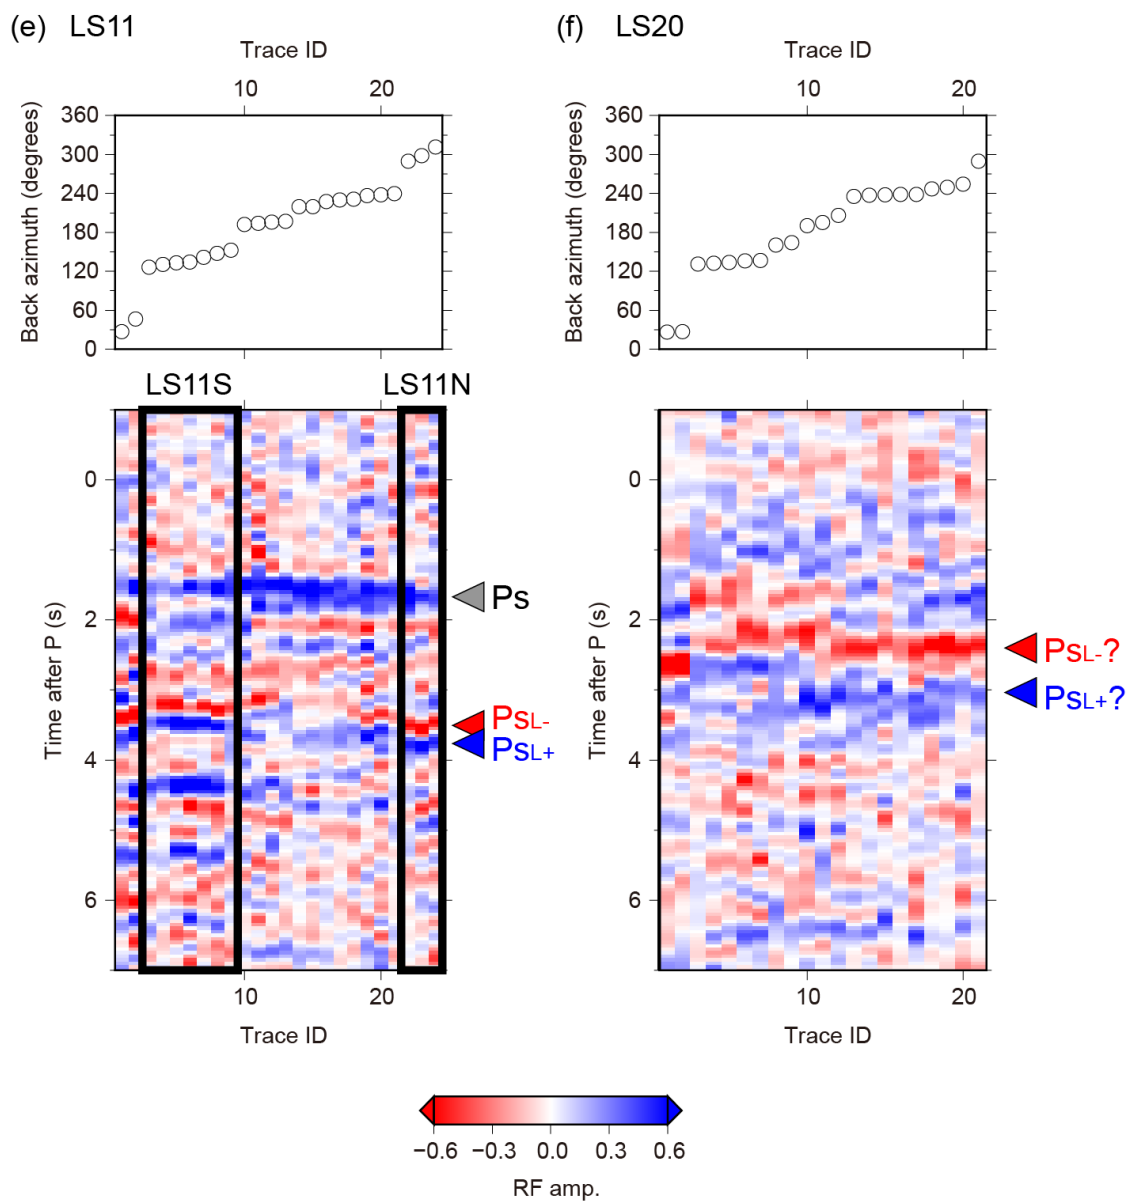 (e) LS11
(f) LS20
Trace ID
Trace ID
10
20
10
20
Back azimuth (degrees)
360
300
240
180
120
60
0
Back azimuth (degrees)
360
300
240
180
120
60
0
LS11S
LS11N
Time after P (s)
0
2
4
6
Ps
PsL-
PsL+
Time after P (s)
0
2
4
6
PsL-?
PsL+?
10
20
10
20
Trace ID
Trace ID
−0.6
−0.3
0.0
0.3
0.6
RF amp.